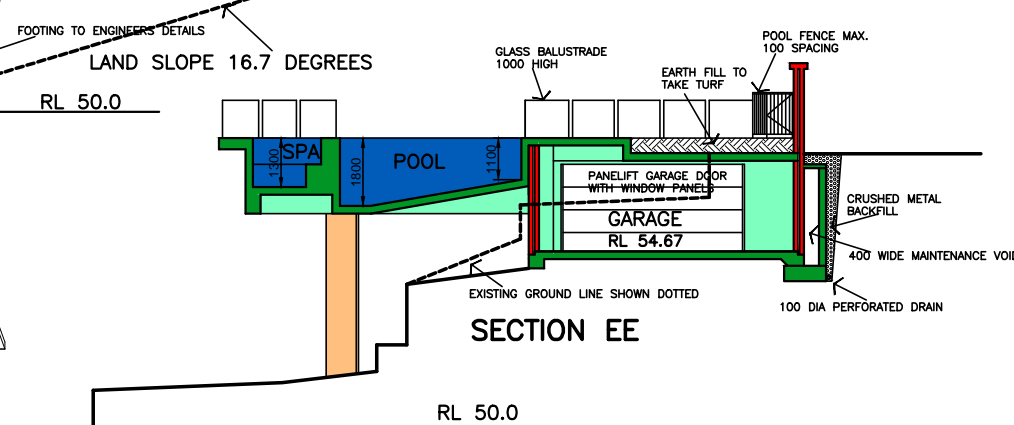 FOOTING TO ENGINEERS DETAILS
LAND SLOPE 16.7 DEGREES
RL 50.0
GLASS BALUSTRADE
1000 HIGH
POOL FENCE MAX.
100 SPACING
EARTH FILL TO
TAKE TURF
SPA
1300
1800
POOL
1100
PANELIFT GARAGE DOOR
WITH WINDOW PANELS
GARAGE
RL 54.67
CRUSHED METAL
BACKFILL
400 WIDE MAINTENANCE VOID
100 DIA PERFORATED DRAIN
EXISTING GROUND LINE SHOWN DOTTED
SECTION EE
RL 50.0